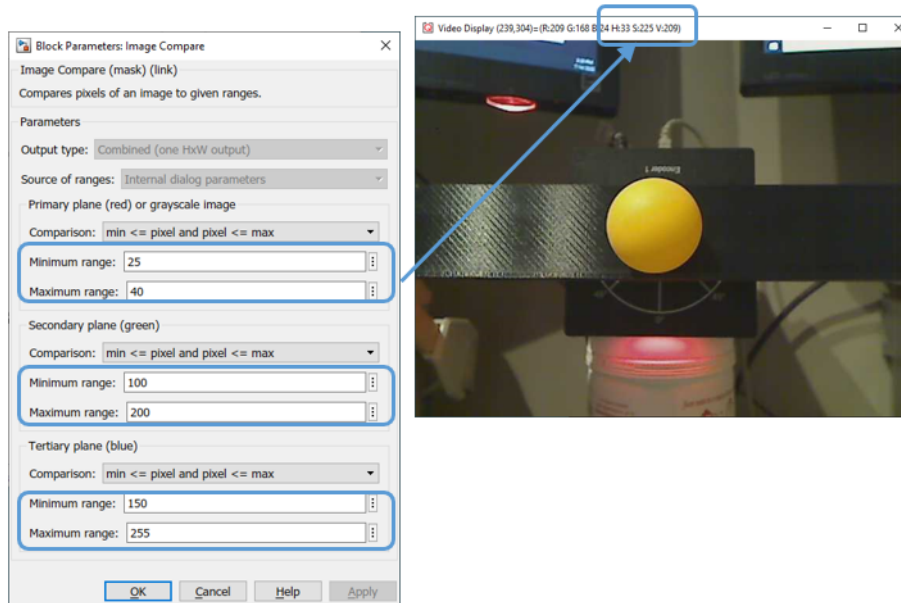 Block Parameters: Image Compare
Image Compare (mask) (link)
Compares pixels of an image to given ranges.
Parameters
Output type: Combined (one HxW output)
Source of ranges: Internal dialog parameters
Primary plane (red) or grayscale image
Comparison: min <= pixel and pixel <= max
Minimum range: 25
Maximum range: 40
Secondary plane (green)
Comparison: min <= pixel and pixel <= max
Minimum range: 100
Maximum range: 200
Tertiary plane (blue)
Comparison: min <= pixel and pixel <= max
Minimum range: 150
Maximum range: 255
OK Cancel Help Apply
Video Display (239,304)=(R:209 G:168 B:24 H:33 S:225 V:209)
Encoder 1